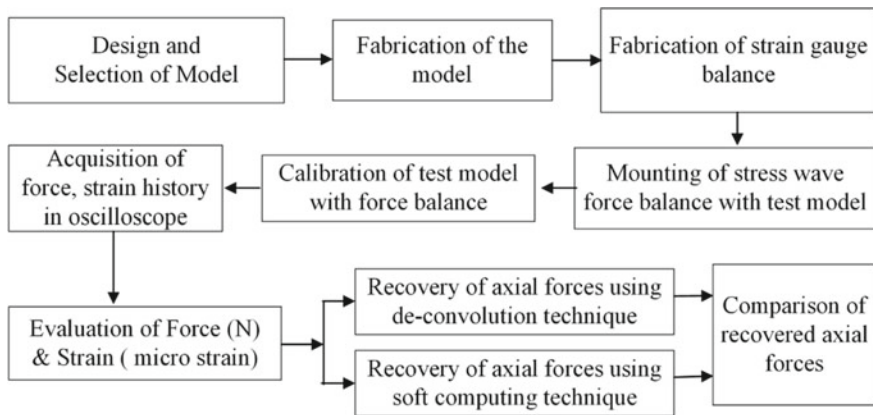 Design and
Selection of Model
Fabrication of the
model
Fabrication of strain gauge
balance
Acquisition of
force, strain history
in oscilloscope
Calibration of test model
with force balance
Mounting of stress wave
force balance with test model
Evaluation of Force (N)
& Strain ( micro strain)
Recovery of axial forces using
de-convolution technique
Recovery of axial forces using
soft computing technique
Comparison of
recovered axial
forces